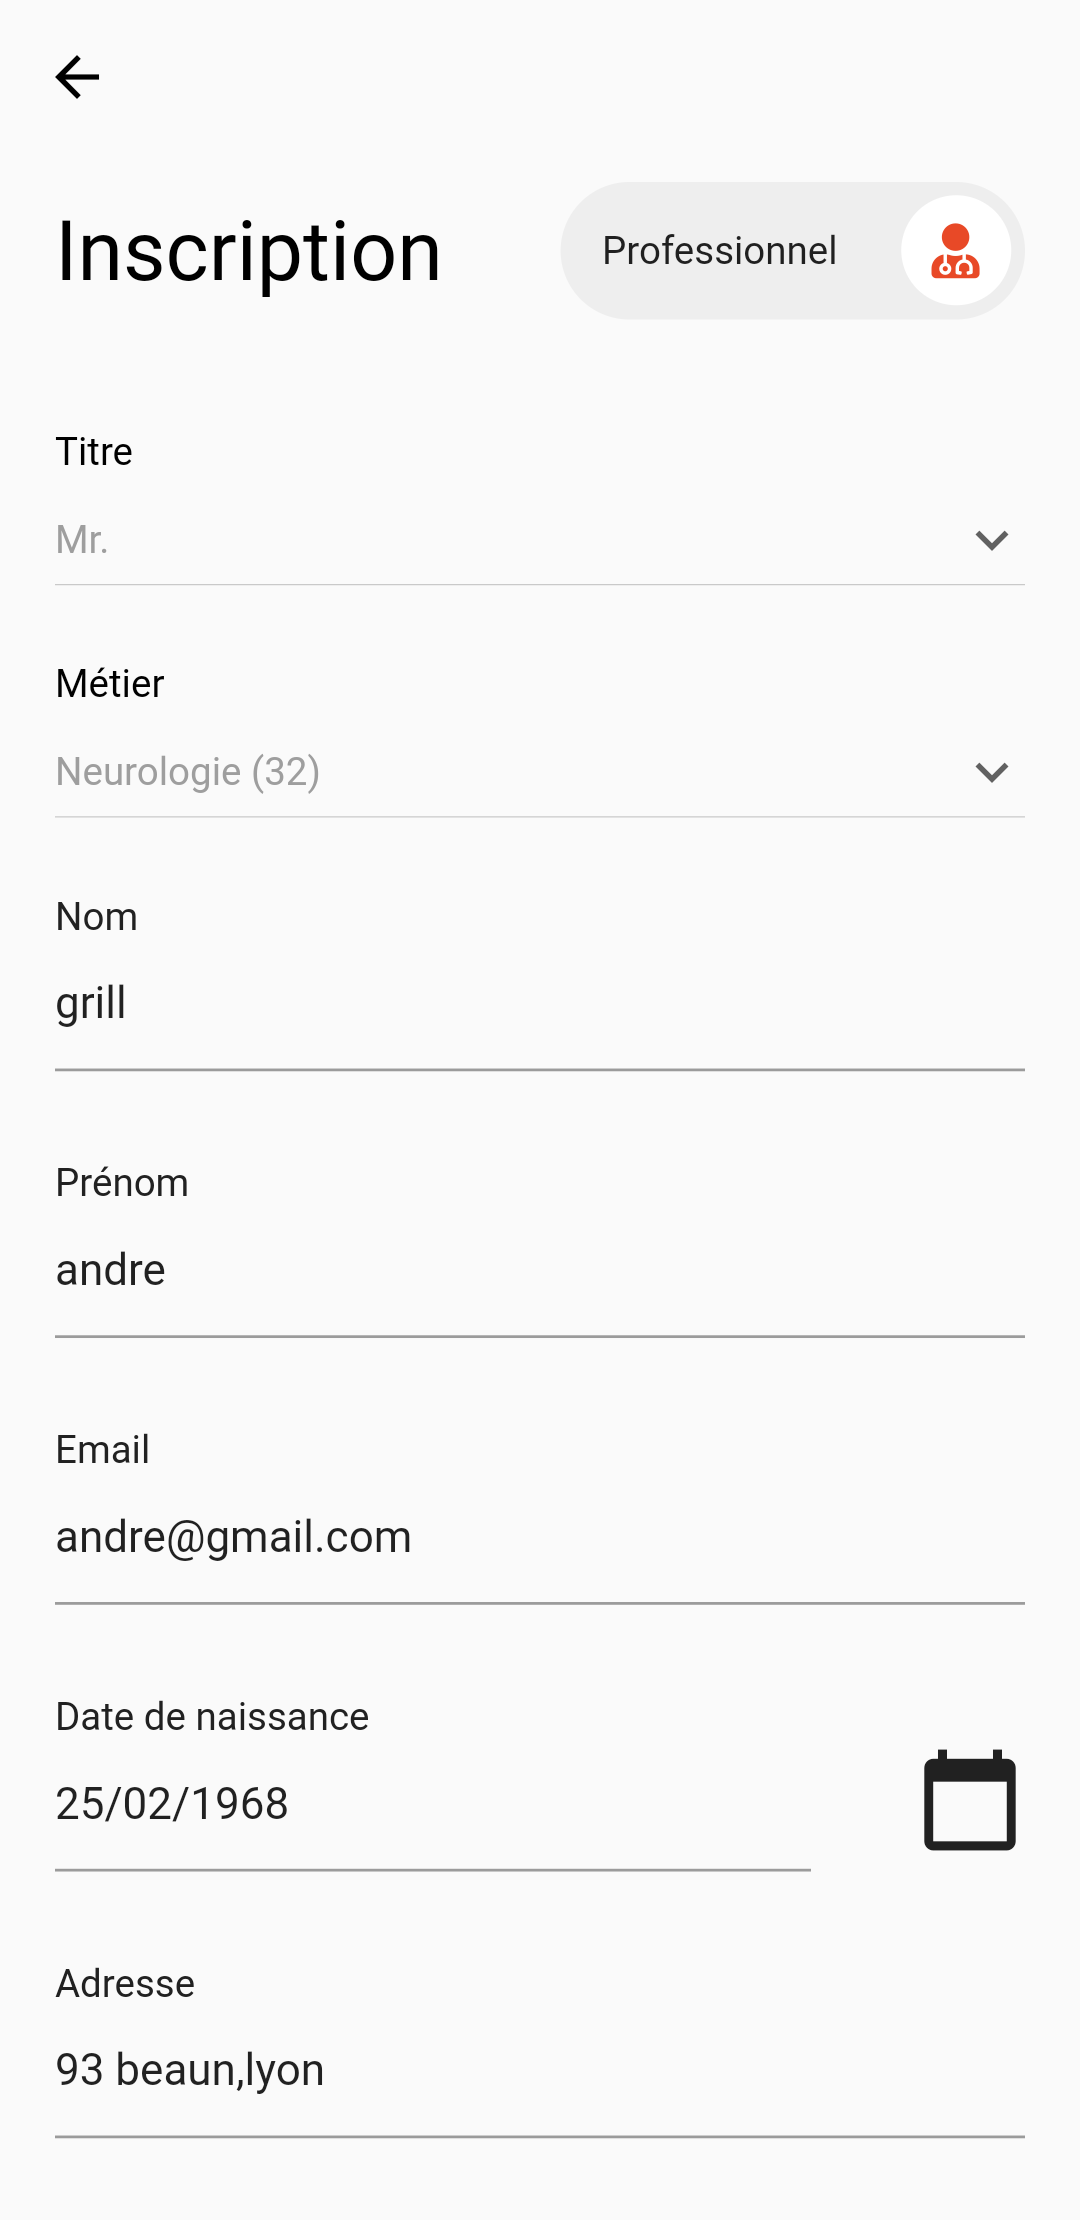 Inscription
Professionnel
Titre
Mr.
Métier
Neurologie (32)
Nom
grill
Prénom
andre
Email
andre@gmail.com
Date de naissance
25/02/1968
Adresse
93 beaun,lyon